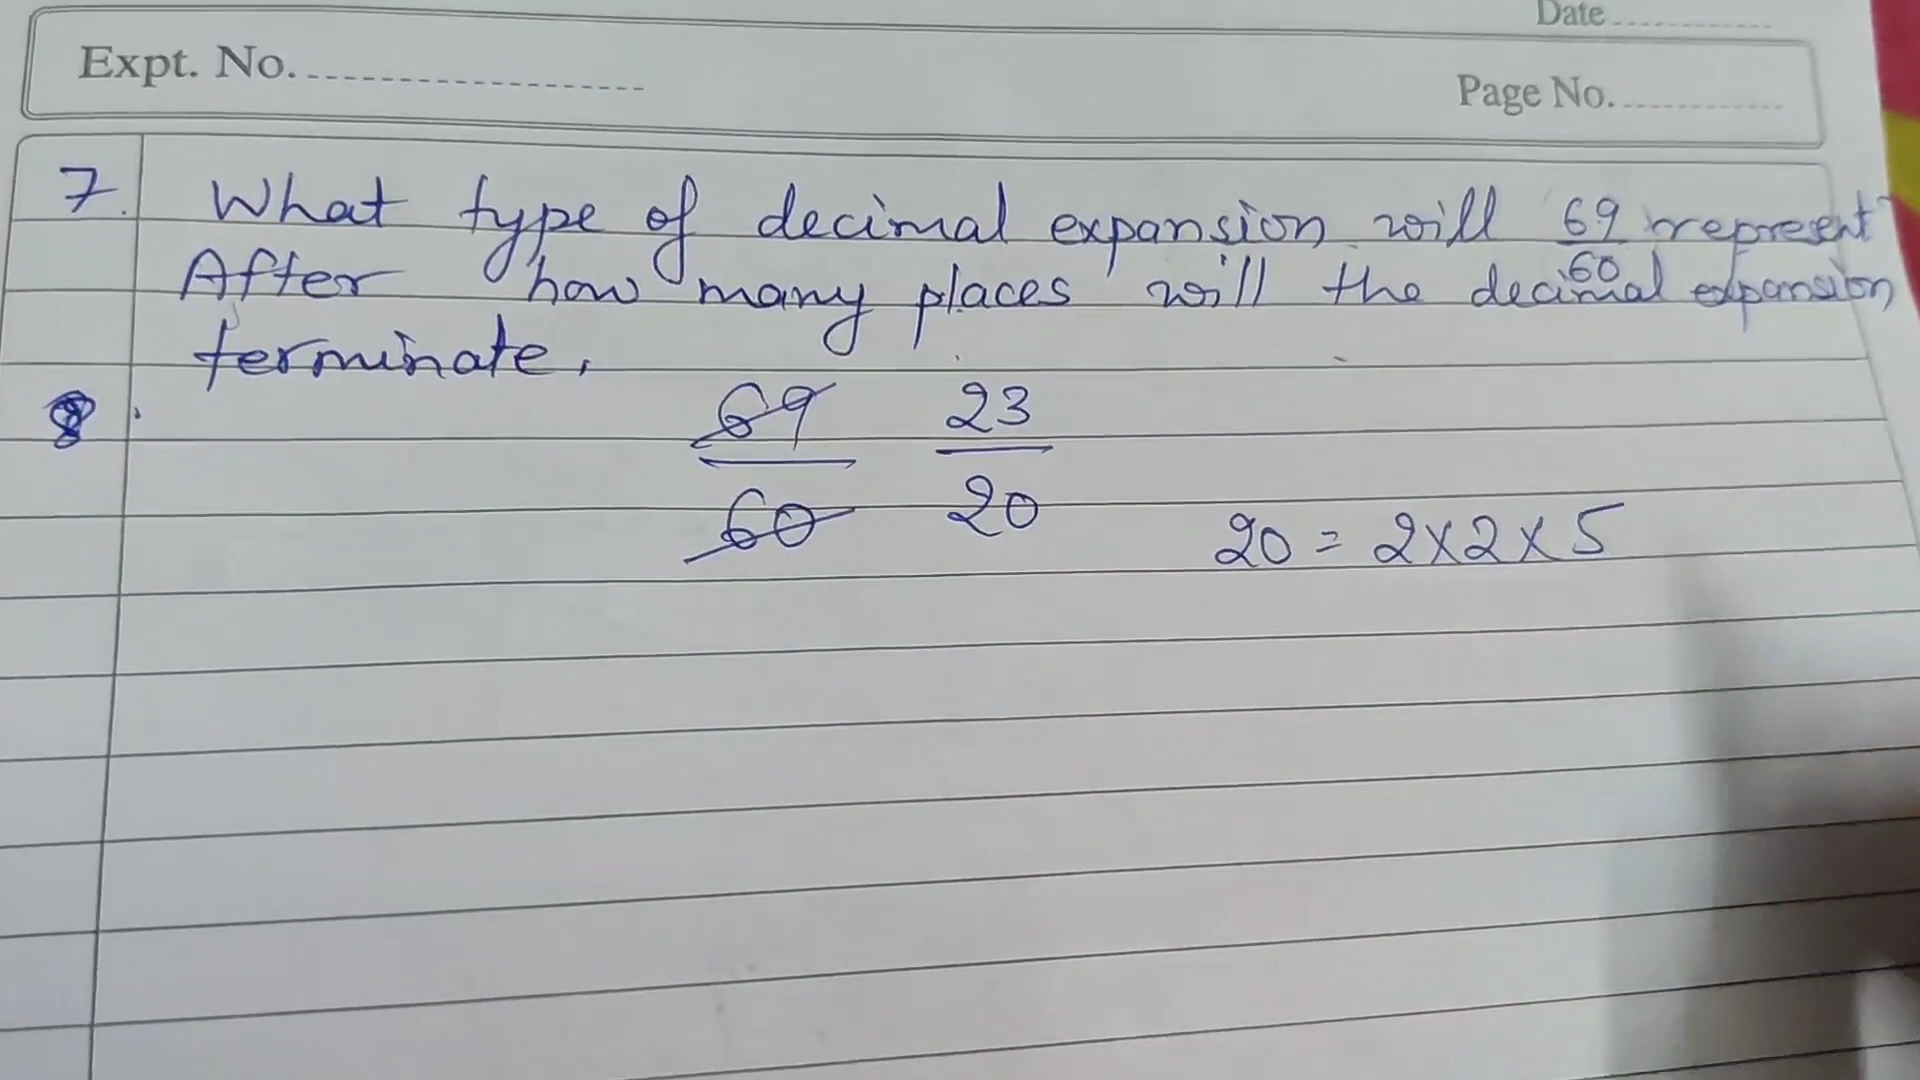 Date
Expt. No.
Page No.
7. What type of decimal expansion will 69/60 represent
After how many places will the decimal expansion
terminate.
8.
69/60 23/20
20 = 2×2×5